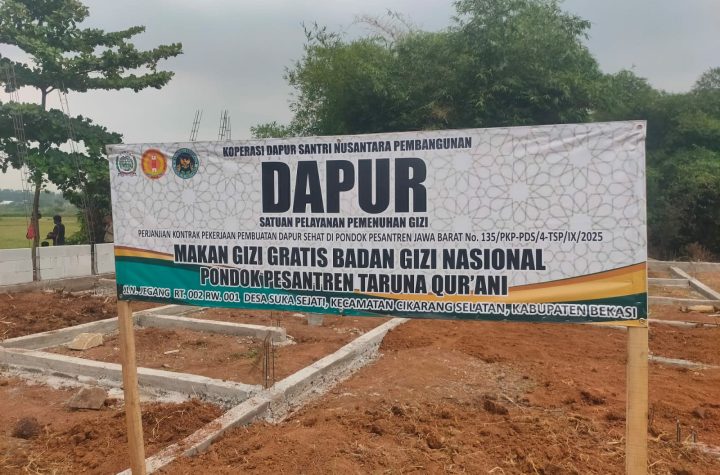 KOPERASI DAPUR SANTRI NUSANTARA PEMBANGUNAN
DAPUR
SATUAN PELAYANAN PEMENUHAN GIZI
PERJANJIAN KONTRAK PEKERJAAN PEMBUATAN DAPUR SEHAT DI PONDOK PESANTREN JAWA BARAT No. 135/PKP-PDS/4-TSP/IX/2025
MAKAN GIZI GRATIS BADAN GIZI NASIONAL
PONDOK PESANTREN TARUNA QUR'ANI
JLN. JEGANG RT. 002 RW. 001 DESA SUKA SEJATI, KECAMATAN CIKARANG SELATAN, KABUPATEN BEKASI